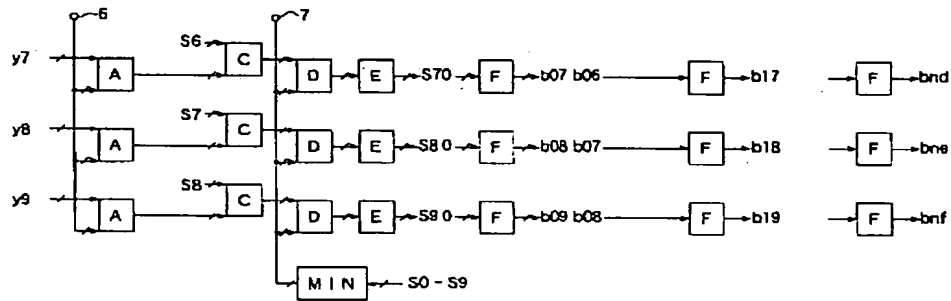 6 7
y7 A S6 C D E S70 F b07 b06 F b17 F bnd
y8 A S7 C D E S80 F b08 b07 F b18 F bne
y9 A S8 C D E S90 F b09 b08 F b19 F bnf
MIN S0-S9